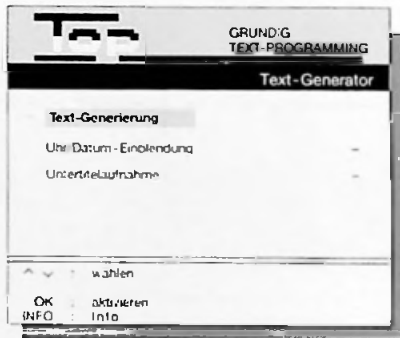 Top
GRUNDIG
TEXT-PROGRAMMING
Text-Generator
Text-Generierung
Uhr/Datum-Einblendung –
Untertitelaufnahme –
wählen
OK : aktivieren
INFO : Info